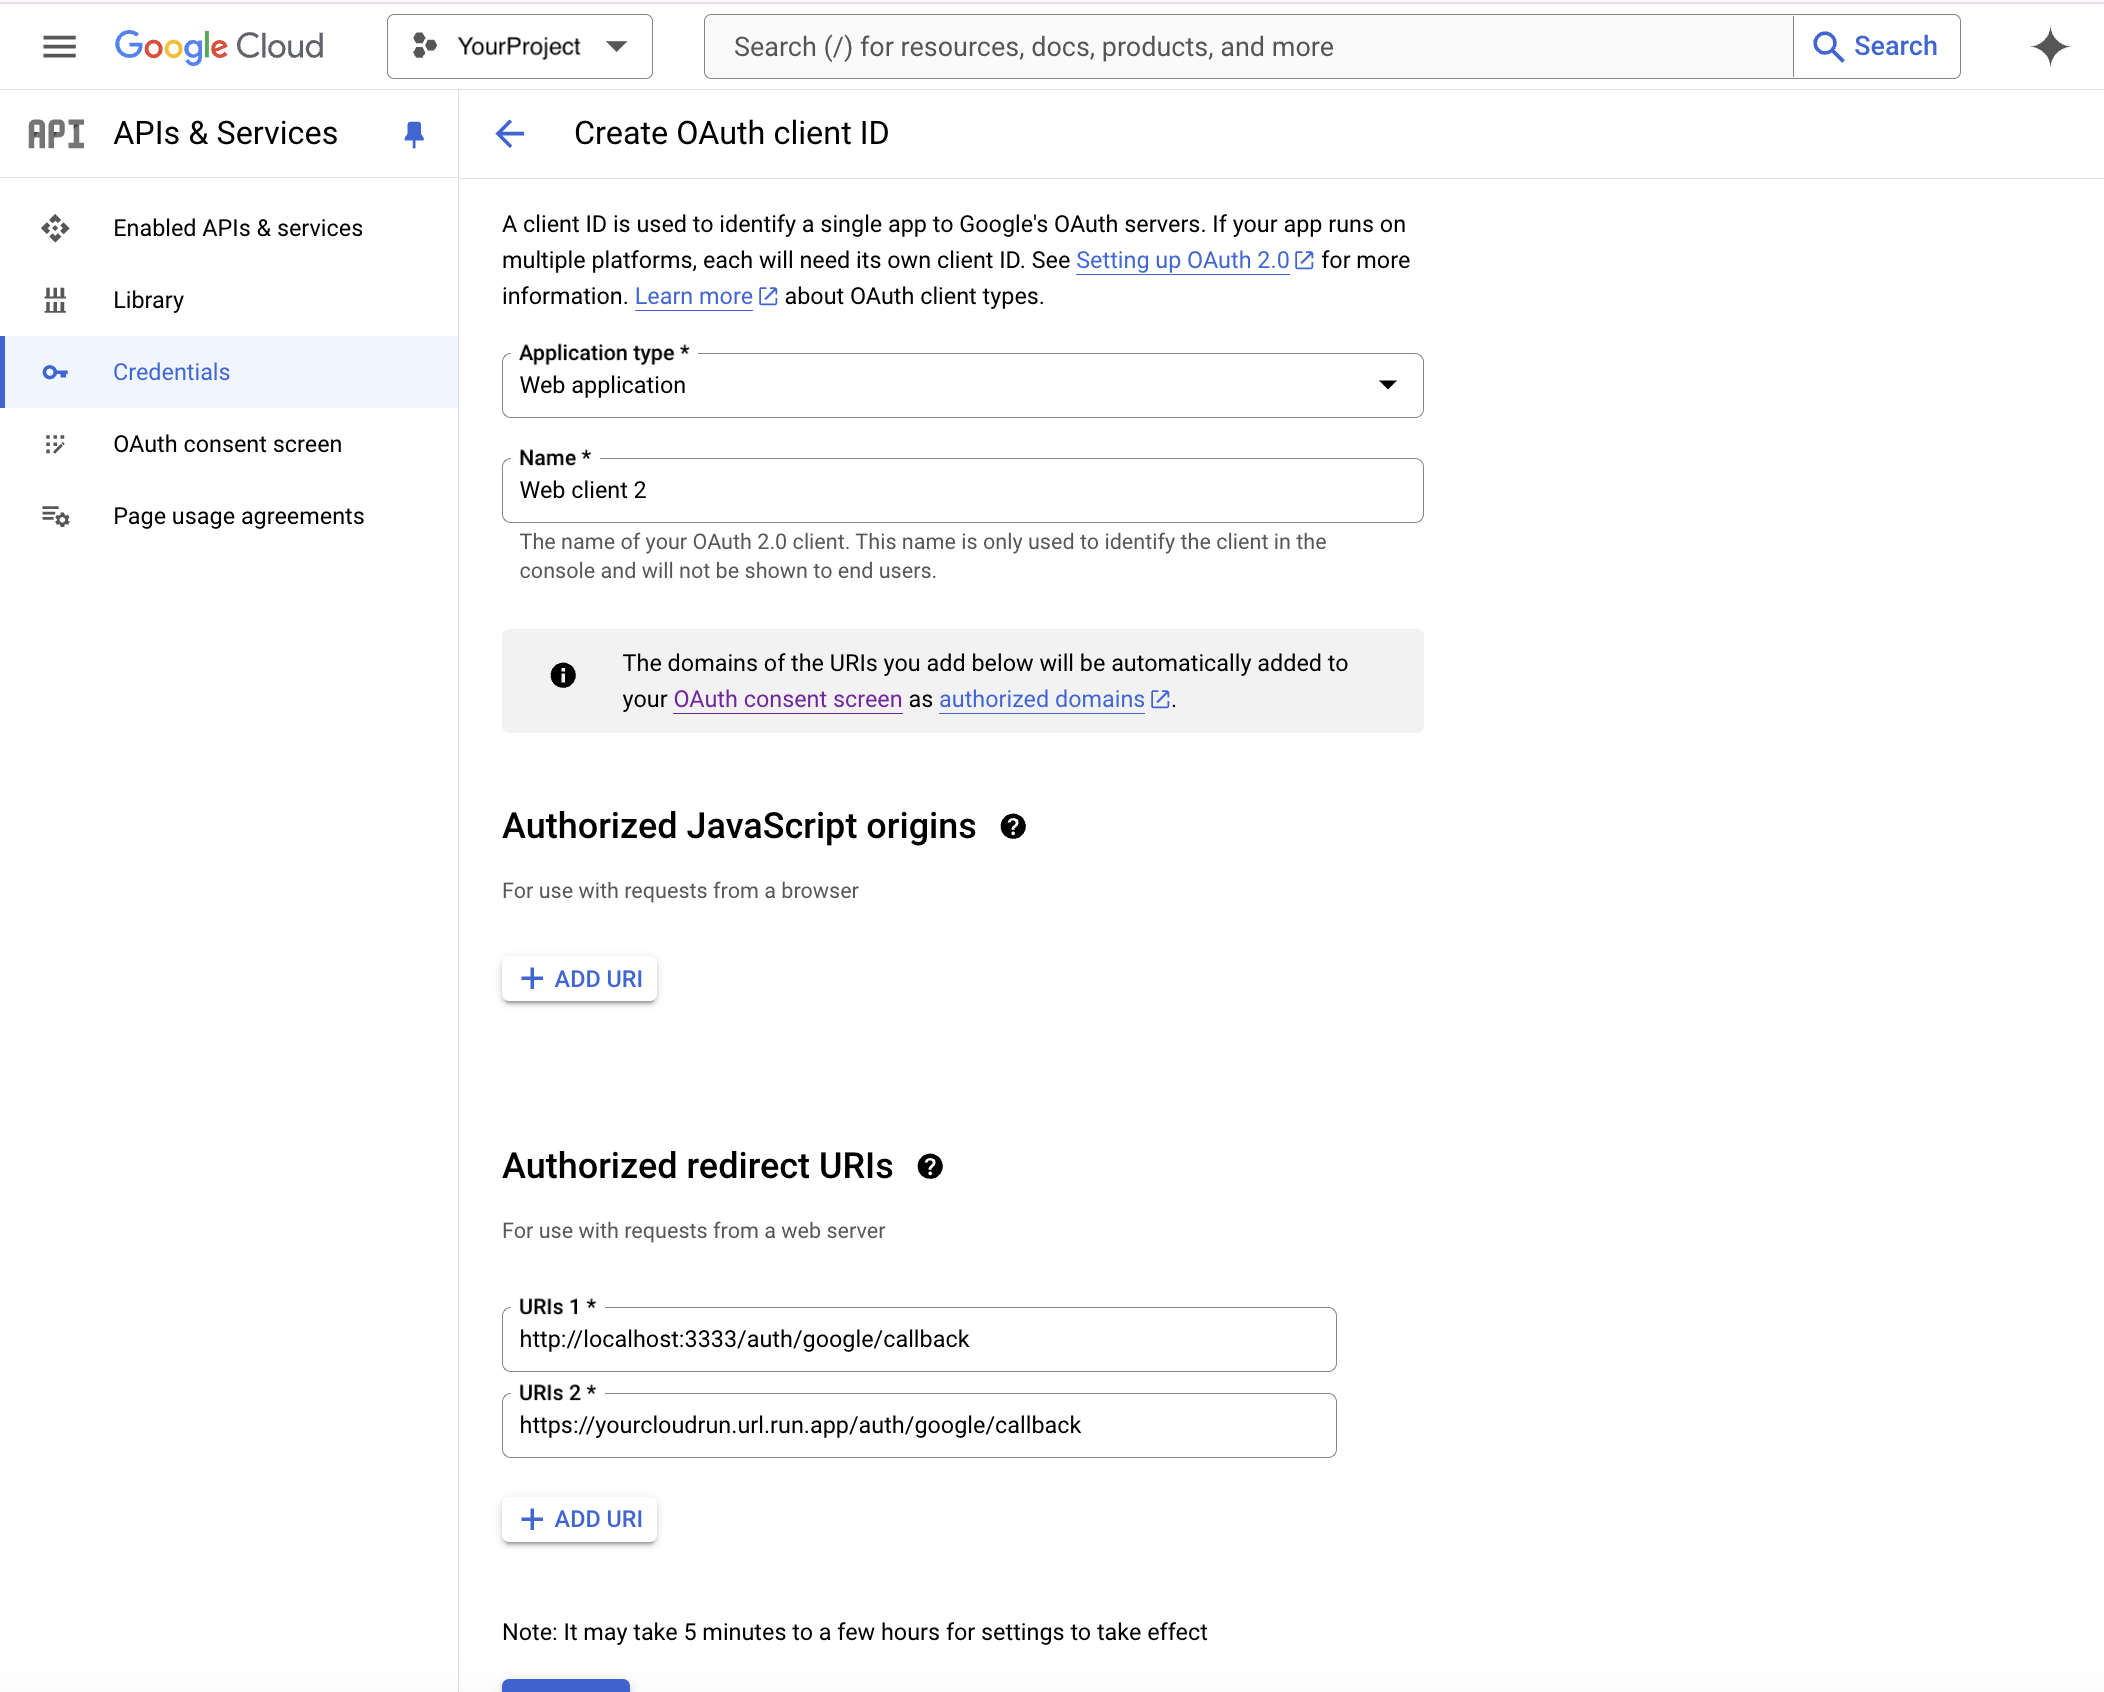 Google Cloud
YourProject
Search (/) for resources, docs, products, and more
Search
API
APIs & Services
Create OAuth client ID
Enabled APIs & services
Library
Credentials
OAuth consent screen
Page usage agreements
A client ID is used to identify a single app to Google's OAuth servers. If your app runs on
multiple platforms, each will need its own client ID. See Setting up OAuth 2.0 for more
information. Learn more about OAuth client types.
Application type *
Web application
Name *
Web client 2
The name of your OAuth 2.0 client. This name is only used to identify the client in the
console and will not be shown to end users.
The domains of the URIs you add below will be automatically added to
your OAuth consent screen as authorized domains.
Authorized JavaScript origins
For use with requests from a browser
ADD URI
Authorized redirect URIs
For use with requests from a web server
URIs 1 *
http://localhost:3333/auth/google/callback
URIs 2 *
https://yourcloudrun.url.run.app/auth/google/callback
ADD URI
Note: It may take 5 minutes to a few hours for settings to take effect